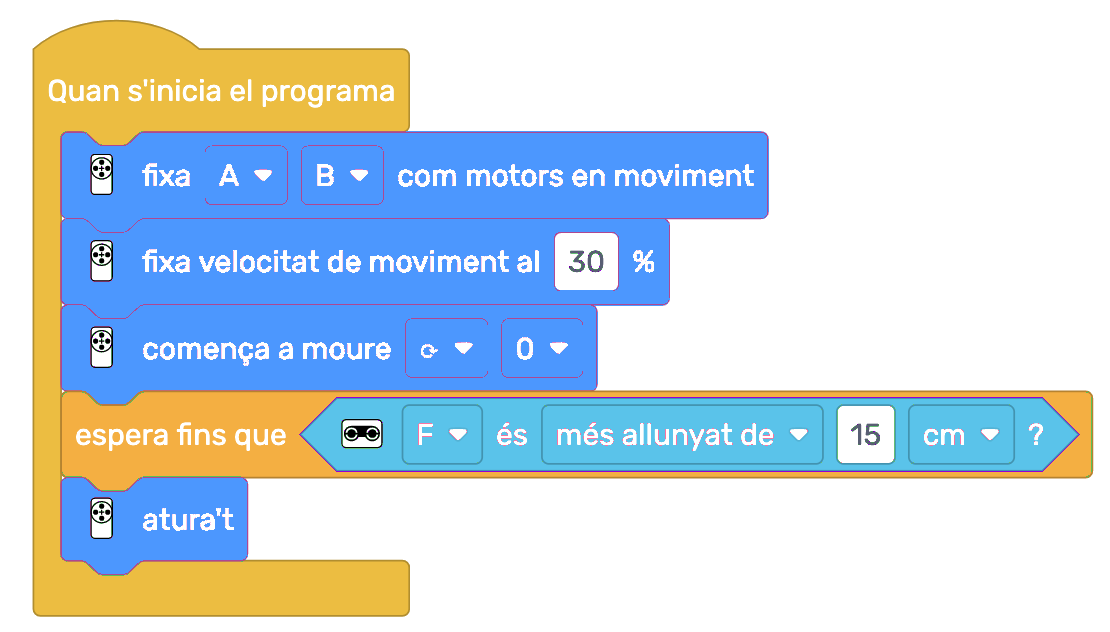 Quan s'inicia el programa
fixa A B com motors en moviment
fixa velocitat de moviment al 30 %
comença a moure ⟳ 0
espera fins que F és més allunyat de 15 cm ?
atura't